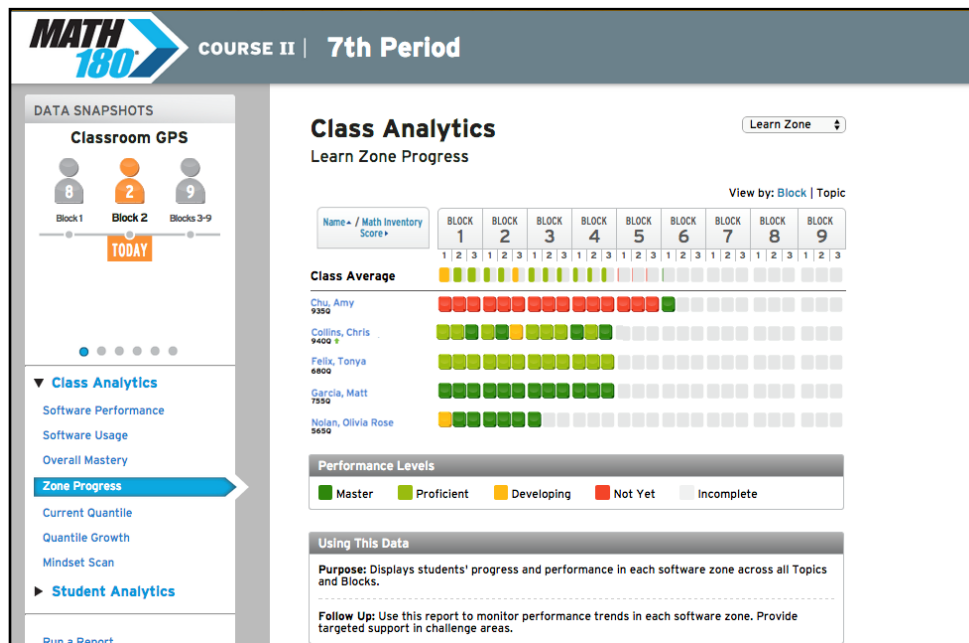 MATH
180
COURSE II | 7th Period
DATA SNAPSHOTS
Classroom GPS
8 2 9
Block 1 Block 2 Blocks 3-9
TODAY
▼ Class Analytics
Software Performance
Software Usage
Overall Mastery
Zone Progress
Current Quantile
Quantile Growth
Mindset Scan
► Student Analytics
Run a Report
Class Analytics
Learn Zone
Learn Zone Progress
View by: Block | Topic
Name / Math Inventory
Score
BLOCK BLOCK BLOCK BLOCK BLOCK BLOCK BLOCK BLOCK BLOCK
1 2 3 4 5 6 7 8 9
1 2 3 1 2 3 1 2 3 1 2 3 1 2 3 1 2 3 1 2 3 1 2 3 1 2 3
Class Average
Chu, Amy
935Q
Collins, Chris
940Q
Felix, Tonya
680Q
Garcia, Matt
755Q
Nolan, Olivia Rose
565Q
Performance Levels
Master Proficient Developing Not Yet Incomplete
Using This Data
Purpose: Displays students' progress and performance in each software zone across all Topics
and Blocks.
Follow Up: Use this report to monitor performance trends in each software zone. Provide
targeted support in challenge areas.